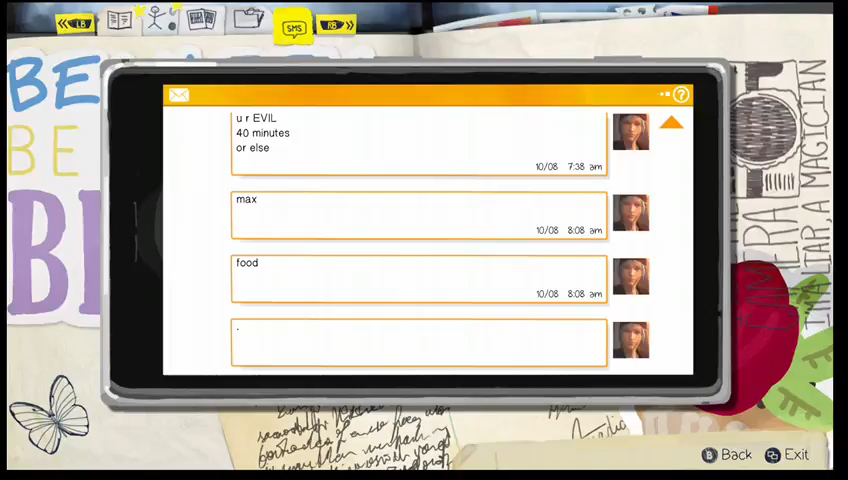 LB
SMS
RB
?
u r EVIL
40 minutes
or else
10/08 7:38 am
max
10/08 8:08 am
food
10/08 8:08 am
.
BE
BE
CAMERA
I'M A LIAR, A MAGICIAN
B Back
Exit